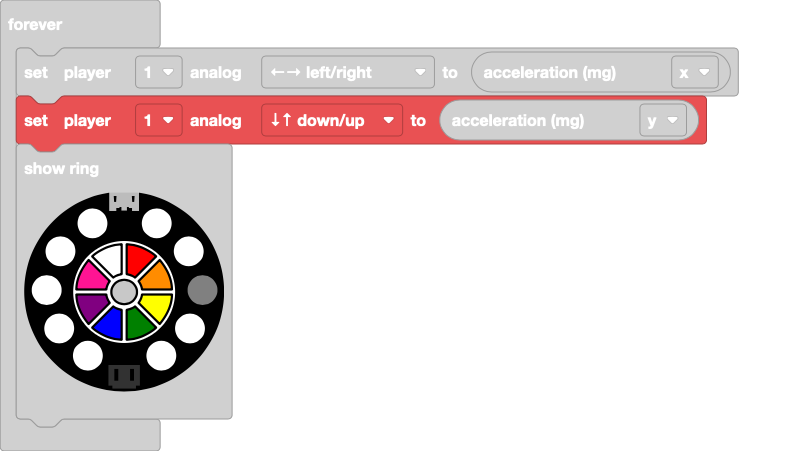 forever
set player 1 analog ←→ left/right to acceleration (mg) x
set player 1 analog ↓↑ down/up to acceleration (mg) y
show ring